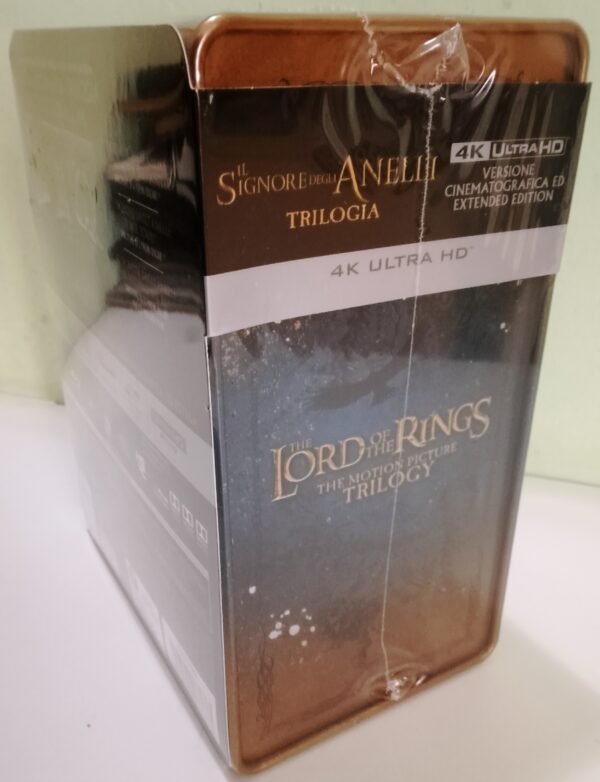 IL
SIGNORE DEGLI ANELLI
TRILOGIA
4K ULTRA HD
VERSIONE
CINEMATOGRAFICA ED
EXTENDED EDITION
4K ULTRA HD™
THE LORD OF THE RINGS
THE MOTION PICTURE
TRILOGY